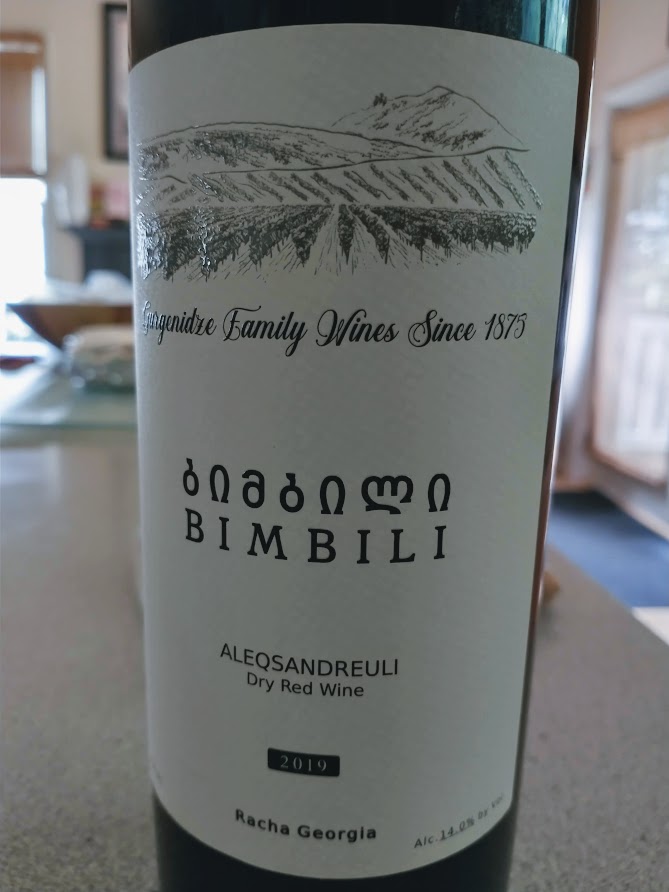 Gurgenidze Family Wines Since 1875
ბიმბილი
BIMBILI
ALEQSANDREULI
Dry Red Wine
2019
Racha Georgia
Alc. 14.0% by Vol